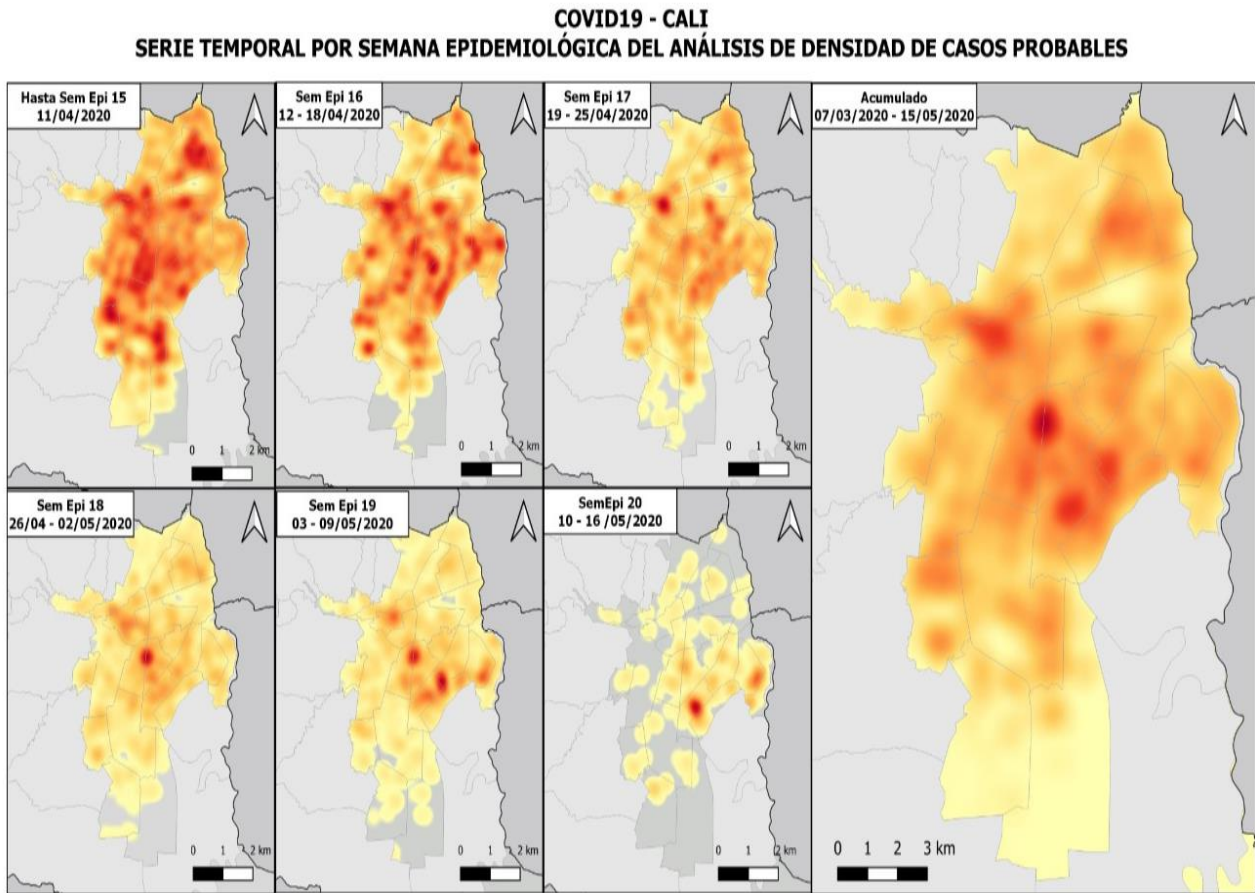 COVID19 - CALI
SERIE TEMPORAL POR SEMANA EPIDEMIOLÓGICA DEL ANÁLISIS DE DENSIDAD DE CASOS PROBABLES
Hasta Sem Epi 15
11/04/2020
0 1 2 km
Sem Epi 16
12 - 18/04/2020
0 1 2 km
Sem Epi 17
19 - 25/04/2020
0 1 2 km
Acumulado
07/03/2020 - 15/05/2020
0 1 2 3 km
Sem Epi 18
26/04 - 02/05/2020
0 1 2 km
Sem Epi 19
03 - 09/05/2020
0 1 2 km
SemEpi 20
10 - 16 /05/2020
0 1 2 km